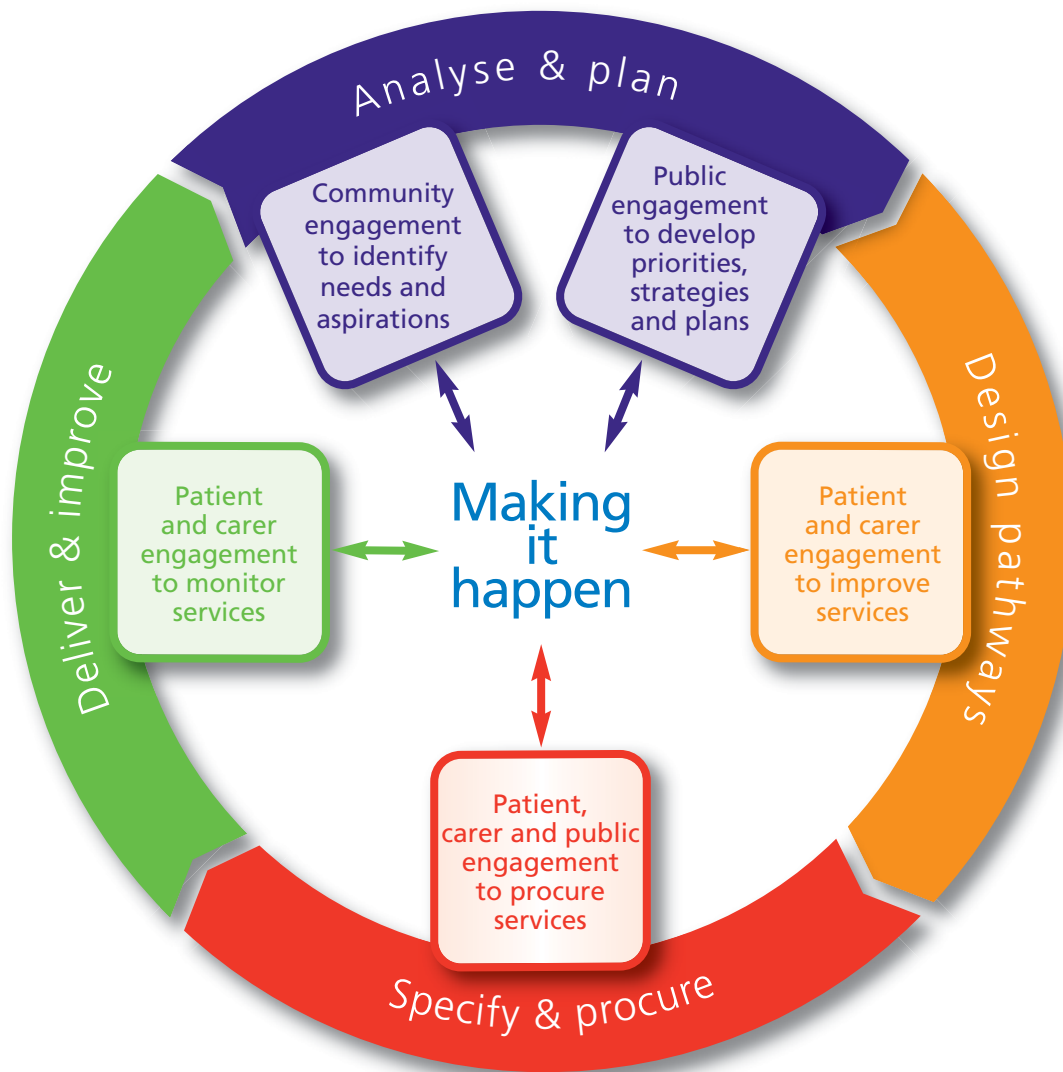 Analyse & plan
Community
engagement
to identify
needs and
aspirations
Public
engagement
to develop
priorities,
strategies
and plans
Design pathways
Patient
and carer
engagement
to improve
services
Specify & procure
Patient,
carer and public
engagement
to procure
services
Deliver & improve
Patient
and carer
engagement
to monitor
services
Making
it
happen